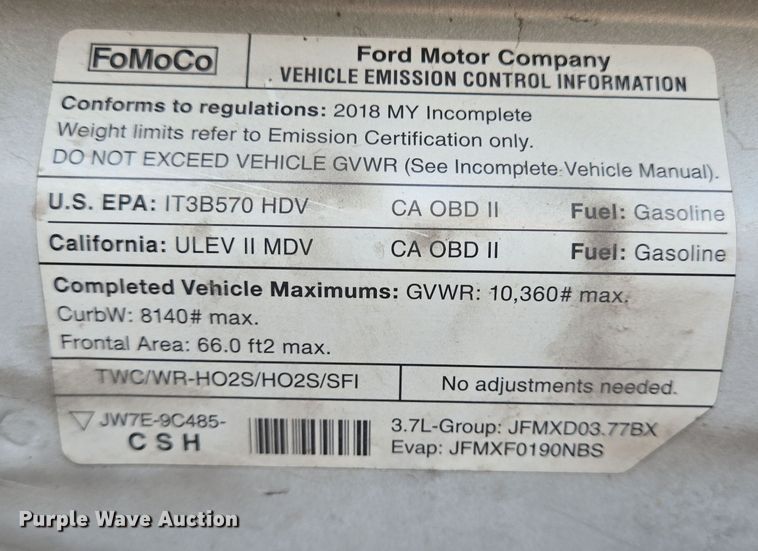 FoMoCo
Ford Motor Company
VEHICLE EMISSION CONTROL INFORMATION
Conforms to regulations: 2018 MY Incomplete
Weight limits refer to Emission Certification only.
DO NOT EXCEED VEHICLE GVWR (See Incomplete Vehicle Manual).
U.S. EPA: IT3B570 HDV CA OBD II Fuel: Gasoline
California: ULEV II MDV CA OBD II Fuel: Gasoline
Completed Vehicle Maximums: GVWR: 10,360# max.
CurbW: 8140# max.
Frontal Area: 66.0 ft2 max.
TWC/WR-HO2S/HO2S/SFI No adjustments needed.
JW7E-9C485-
CSH
3.7L-Group: JFMXD03.77BX
Evap: JFMXF0190NBS
Purple Wave Auction